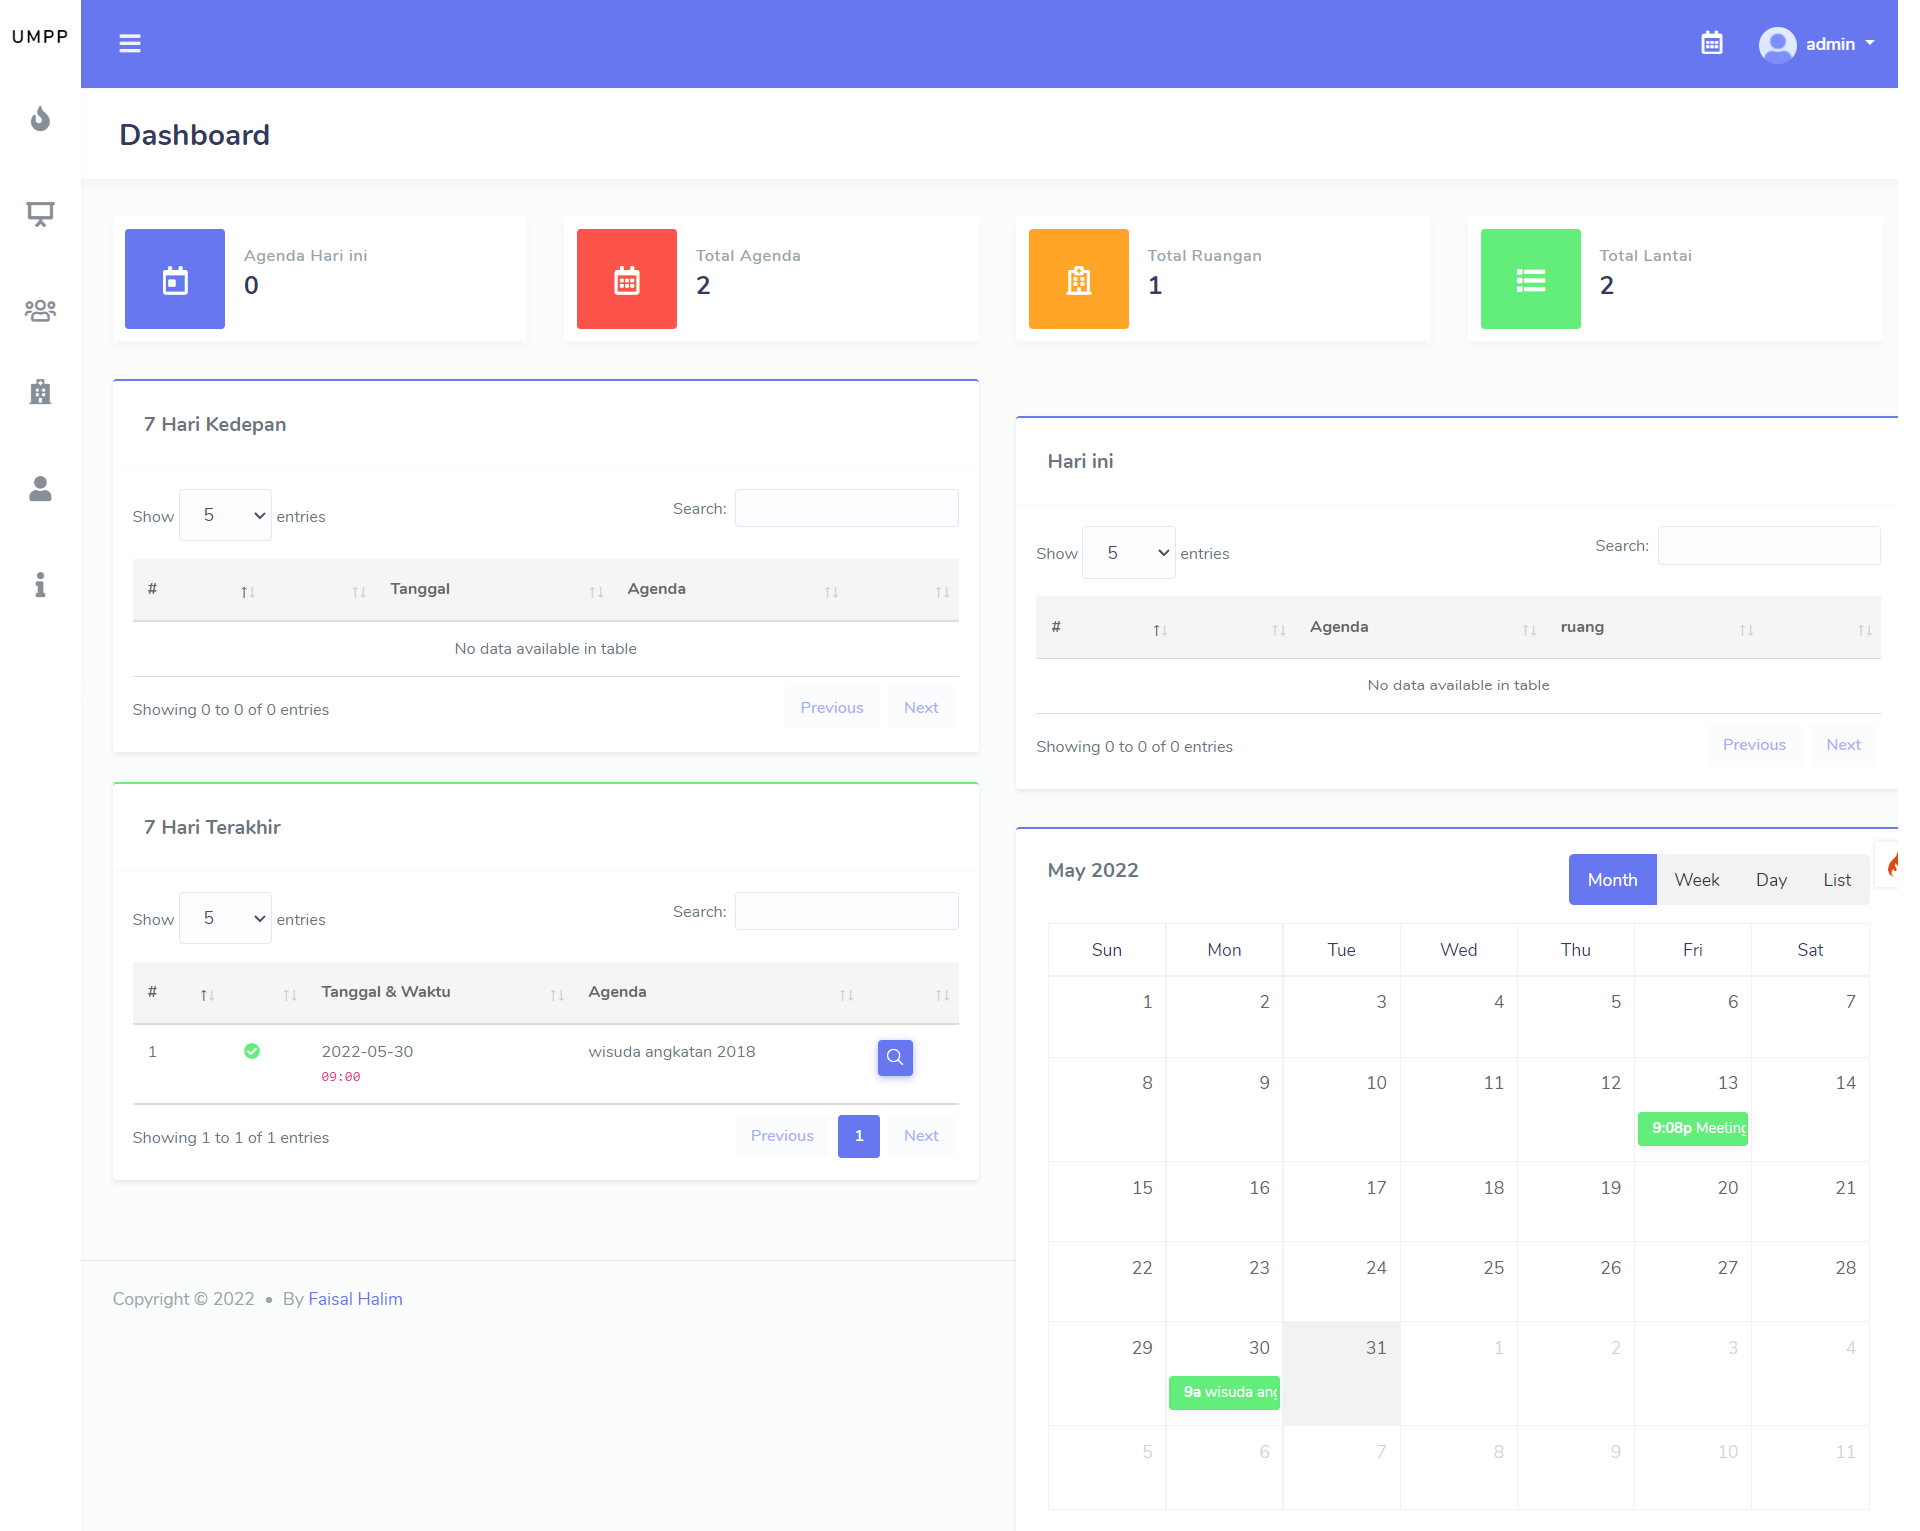 UMPP
admin
Dashboard
Agenda Hari ini
0
Total Agenda
2
Total Ruangan
1
Total Lantai
2
7 Hari Kedepan
Show 5 entries
Search:
# Tanggal Agenda
No data available in table
Showing 0 to 0 of 0 entries
Previous Next
Hari ini
Show 5 entries
Search:
# Agenda ruang
No data available in table
Showing 0 to 0 of 0 entries
Previous Next
7 Hari Terakhir
Show 5 entries
Search:
# Tanggal & Waktu Agenda
1 2022-05-30 wisuda angkatan 2018
09:00
Showing 1 to 1 of 1 entries
Previous 1 Next
May 2022
Month Week Day List
Sun Mon Tue Wed Thu Fri Sat
1 2 3 4 5 6 7
8 9 10 11 12 13 14
9:08p Meeting
15 16 17 18 19 20 21
22 23 24 25 26 27 28
29 30 31 1 2 3 4
9a wisuda ang
5 6 7 8 9 10 11
Copyright © 2022 • By Faisal Halim